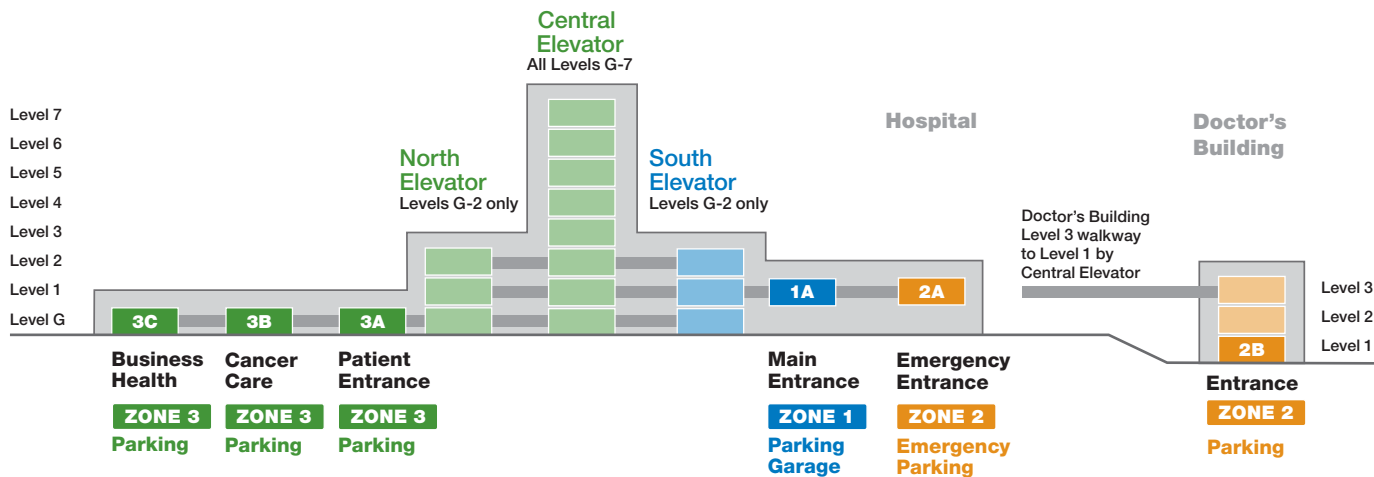 Central
Elevator
All Levels G-7
Level 7
Level 6
Level 5
Level 4
Level 3
Level 2
Level 1
Level G
North
Elevator
Levels G-2 only
South
Elevator
Levels G-2 only
Hospital
Doctor's
Building
Doctor's Building
Level 3 walkway
to Level 1 by
Central Elevator
Level 3
Level 2
Level 1
3C
3B
3A
1A
2A
2B
Business
Health
ZONE 3
Parking
Cancer
Care
ZONE 3
Parking
Patient
Entrance
ZONE 3
Parking
Main
Entrance
ZONE 1
Parking
Garage
Emergency
Entrance
ZONE 2
Emergency
Parking
Entrance
ZONE 2
Parking